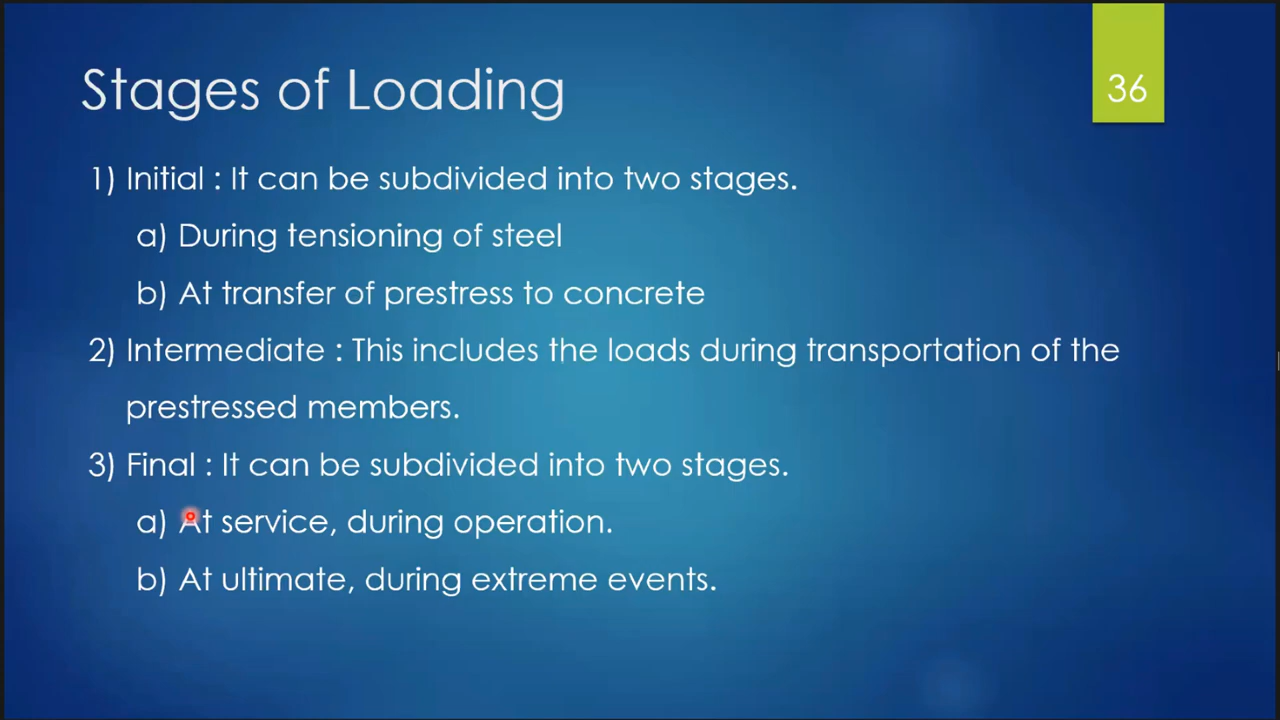 Stages of Loading
36
1) Initial : It can be subdivided into two stages.
a) During tensioning of steel
b) At transfer of prestress to concrete
2) Intermediate : This includes the loads during transportation of the
prestressed members.
3) Final : It can be subdivided into two stages.
a) At service, during operation.
b) At ultimate, during extreme events.